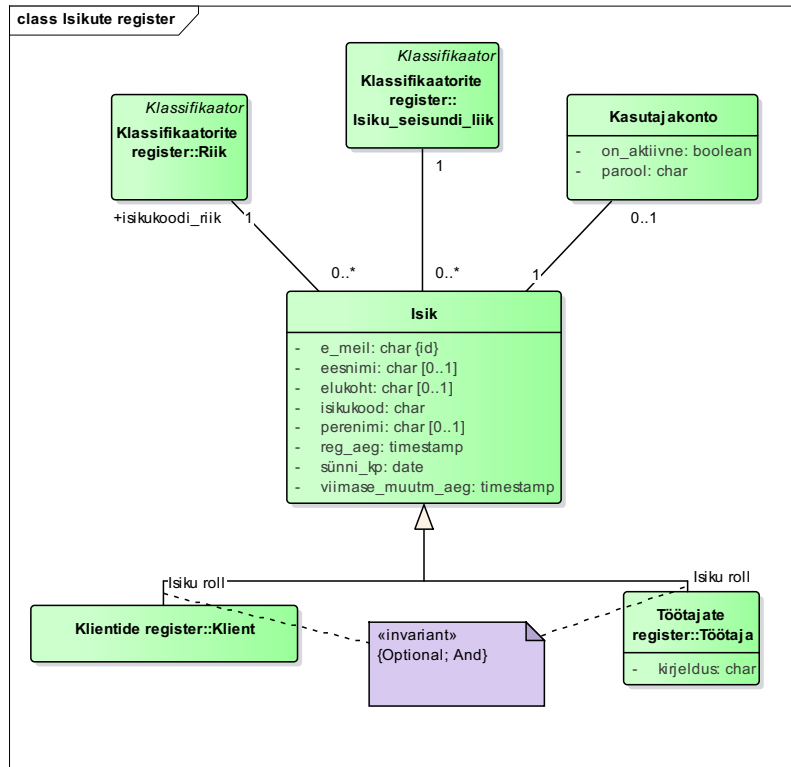 class Isikute register
Klassifikaator
Klassifikaatorite
register::
Isiku_seisundi_liik
Klassifikaator
Klassifikaatorite
register::Riik
Kasutajakonto
- on_aktiivne: boolean
- parool: char
+isikukoodi_riik 1
1
0..1
0..*
0..*
1
Isik
- e_meil: char {id}
- eesnimi: char [0..1]
- elukoht: char [0..1]
- isikukood: char
- perenimi: char [0..1]
- reg_aeg: timestamp
- sünni_kp: date
- viimase_muutm_aeg: timestamp
Isiku roll
Isiku roll
Klientide register::Klient
«invariant»
{Optional; And}
Töötajate
register::Töötaja
- kirjeldus: char